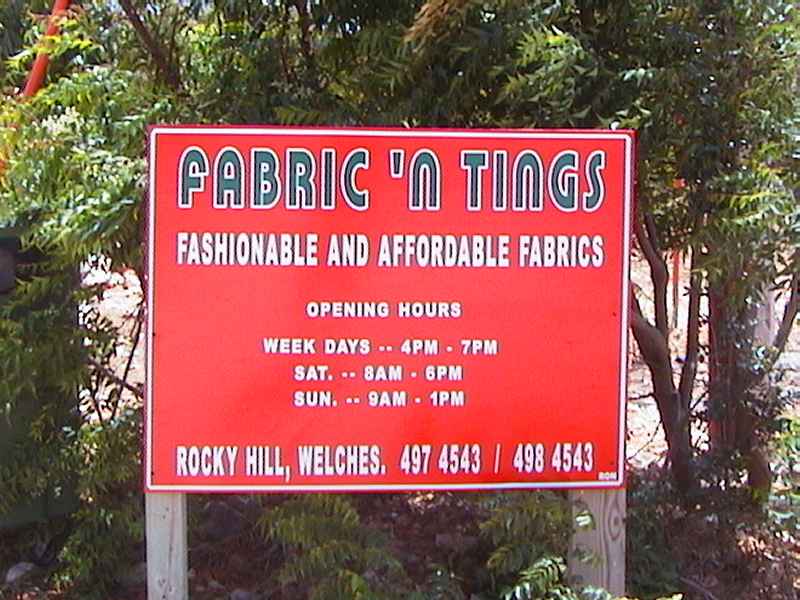 FABRIC 'N TINGS
FASHIONABLE AND AFFORDABLE FABRICS
OPENING HOURS
WEEK DAYS -- 4PM - 7PM
SAT. -- 8AM - 6PM
SUN. -- 9AM - 1PM
ROCKY HILL, WELCHES. 497 4543 / 498 4543
RON